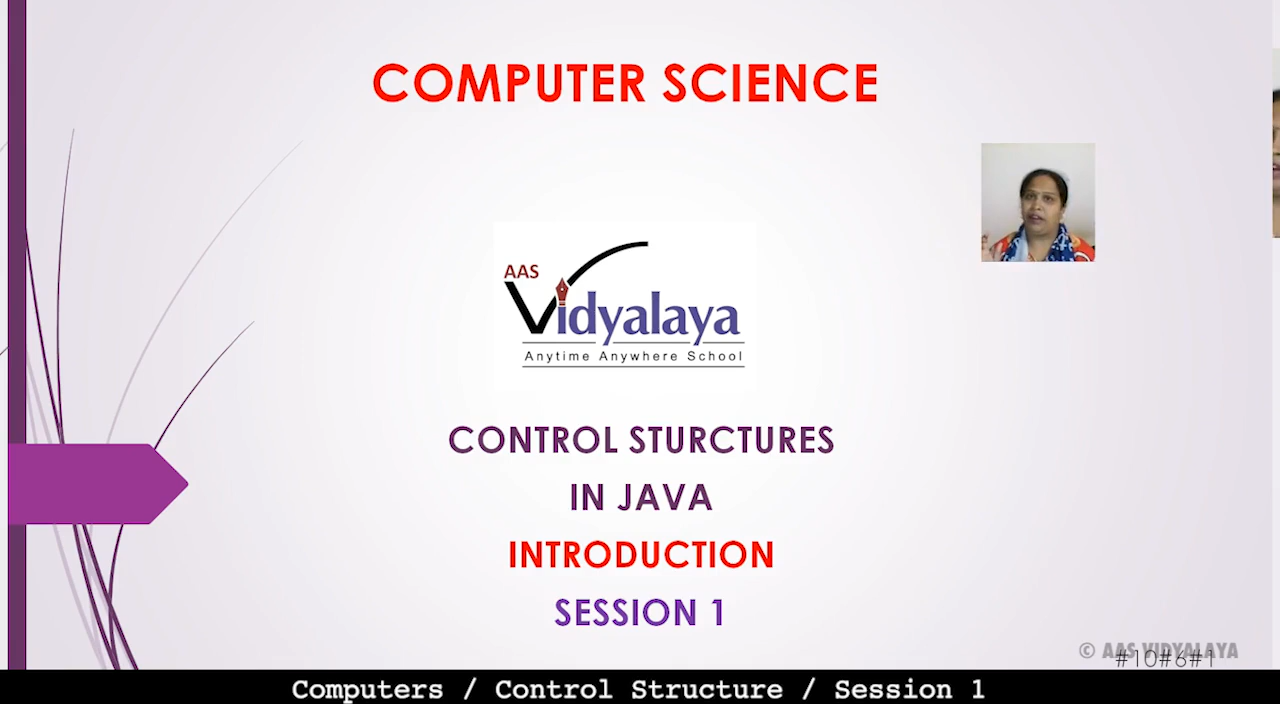 COMPUTER SCIENCE
AAS
Vidyalaya
Anytime Anywhere School
CONTROL STURCTURES
IN JAVA
INTRODUCTION
SESSION 1
© AAS VIDYALAYA
#10#6#1
Computers / Control Structure / Session 1